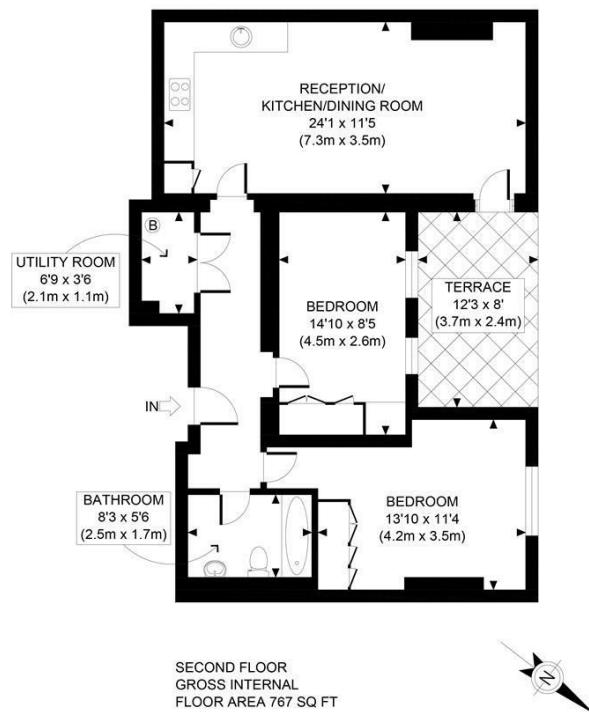 RECEPTION/
KITCHEN/DINING ROOM
24'1 x 11'5
(7.3m x 3.5m)
B
UTILITY ROOM
6'9 x 3'6
(2.1m x 1.1m)
BEDROOM
14'10 x 8'5
(4.5m x 2.6m)
TERRACE
12'3 x 8'
(3.7m x 2.4m)
IN
BATHROOM
8'3 x 5'6
(2.5m x 1.7m)
BEDROOM
13'10 x 11'4
(4.2m x 3.5m)
SECOND FLOOR
GROSS INTERNAL
FLOOR AREA 767 SQ FT
N